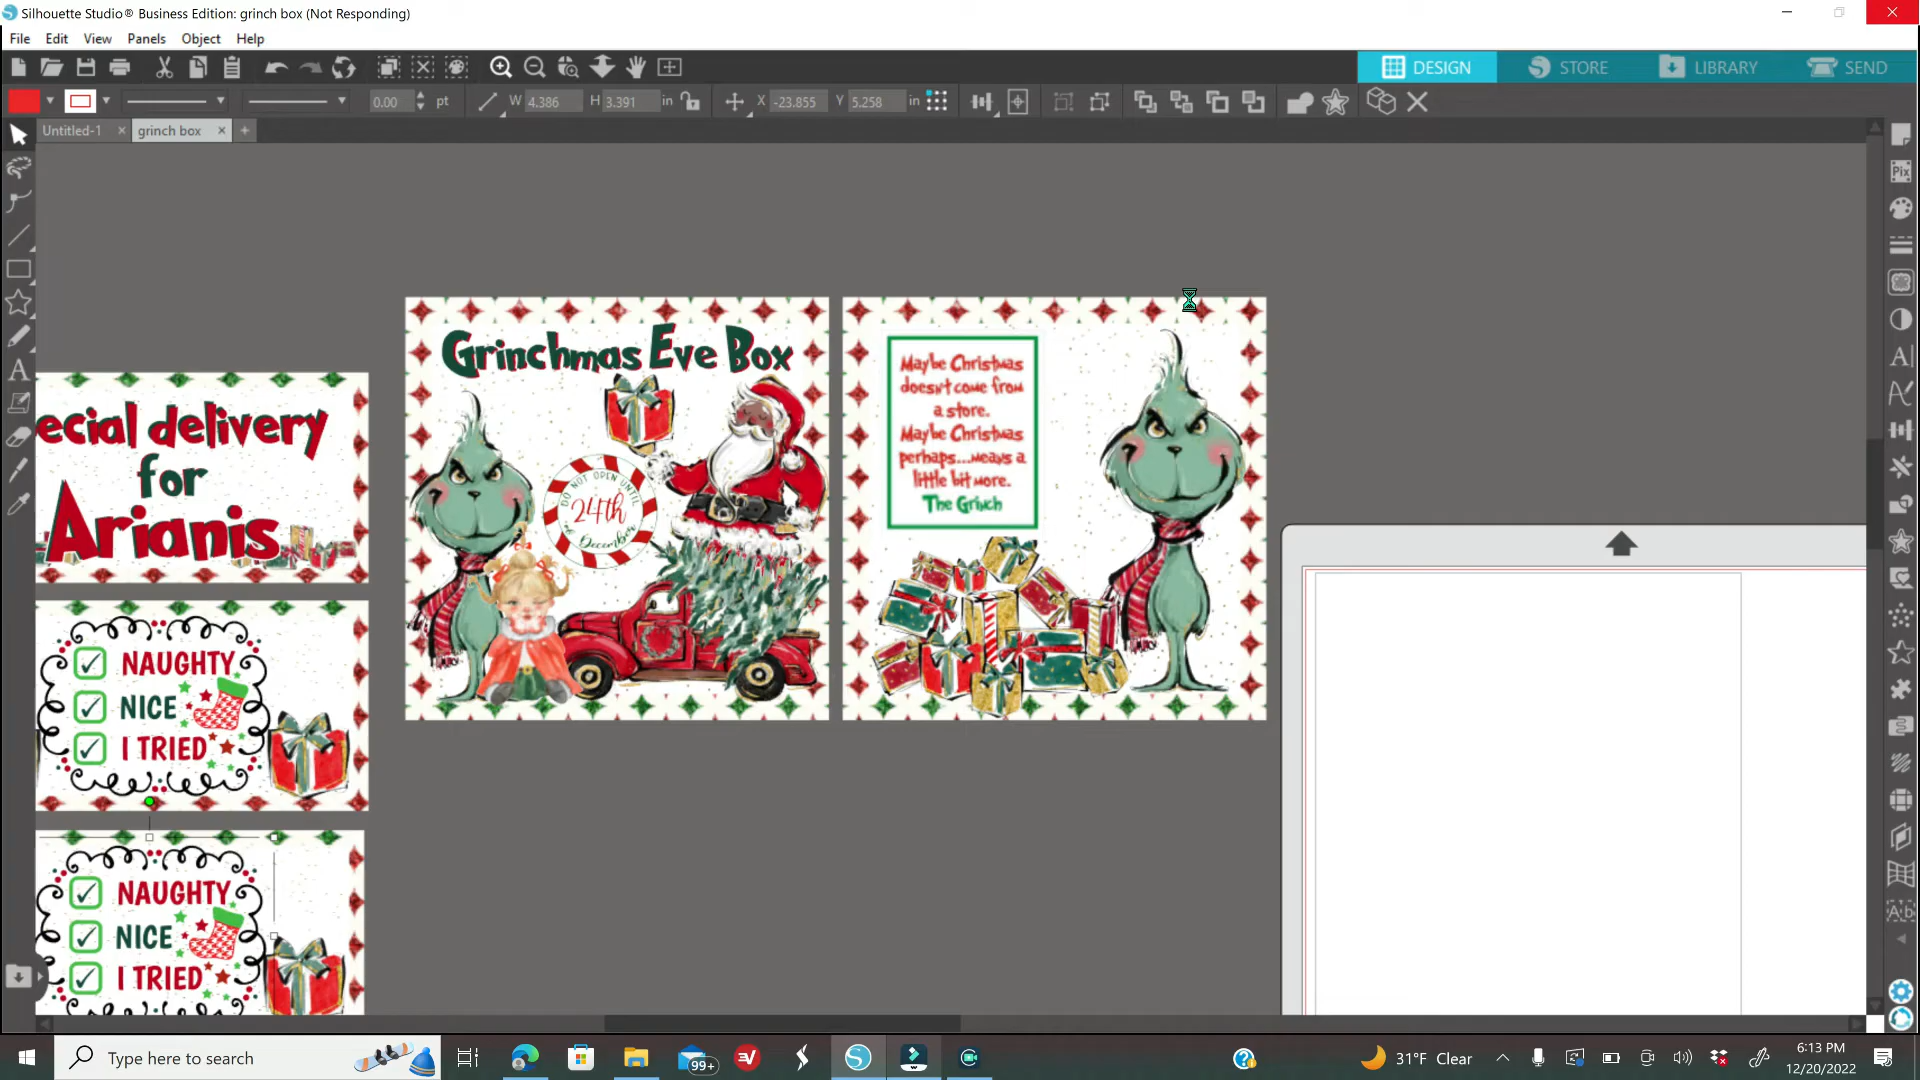 Silhouette Studio® Business Edition: grinch box (Not Responding)
File Edit View Panels Object Help
DESIGN STORE LIBRARY SEND
0.00 pt W 4.386 H 3.391 in X -23.855 Y 5.258 in
Untitled-1 grinch box
Pix
Grinchmas Eve Box
DO NOT OPEN UNTIL
24th
December
Maybe Christmas
doesn't come from
a store.
Maybe Christmas
perhaps...means a
little bit more.
The Grinch
ecial delivery
for
Arianis
NAUGHTY
NICE
I TRIED
NAUGHTY
NICE
I TRIED
Type here to search
99+
31°F Clear
6:13 PM
12/20/2022